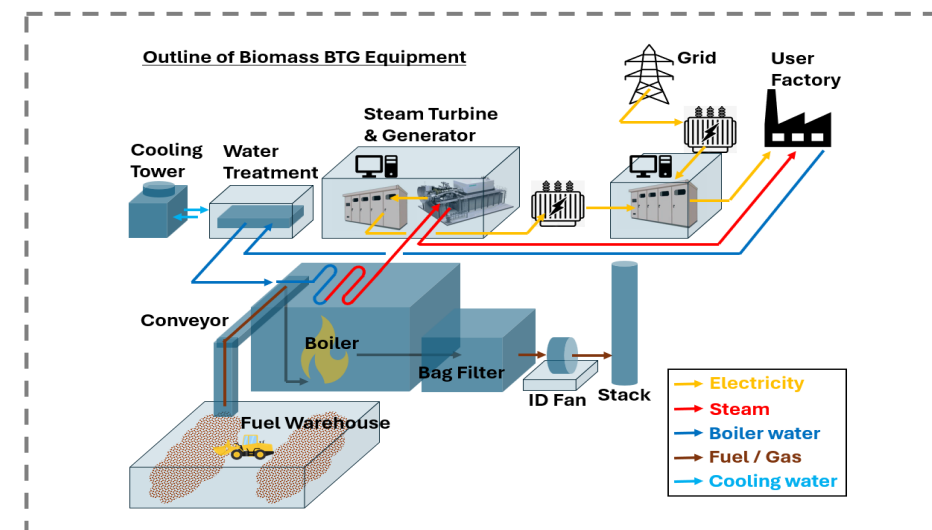 Outline of Biomass BTG Equipment
Grid
User
Factory
Steam Turbine
& Generator
Cooling
Tower
Water
Treatment
Conveyor
Boiler
Bag Filter
ID Fan
Stack
Fuel Warehouse
Electricity
Steam
Boiler water
Fuel / Gas
Cooling water